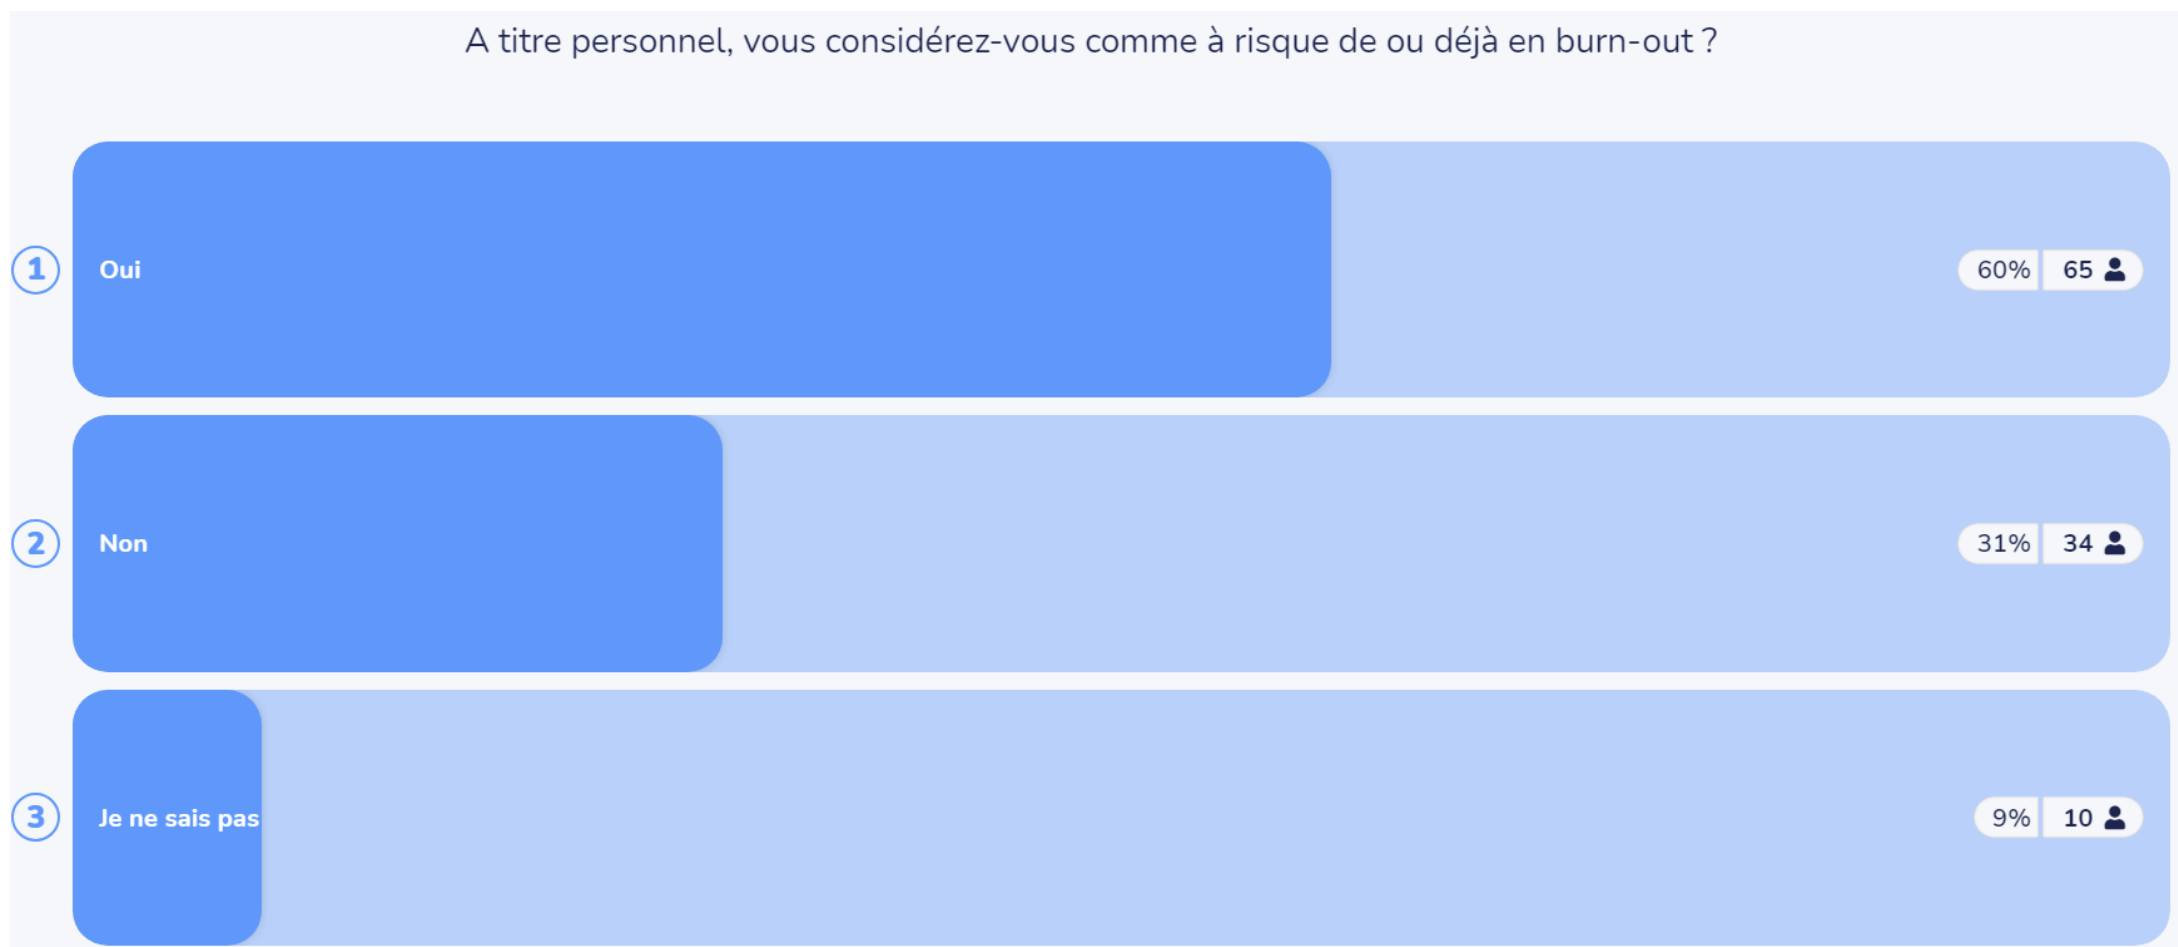 A titre personnel, vous considérez-vous comme à risque de ou déjà en burn-out ?
1 Oui 60% 65
2 Non 31% 34
3 Je ne sais pas 9% 10